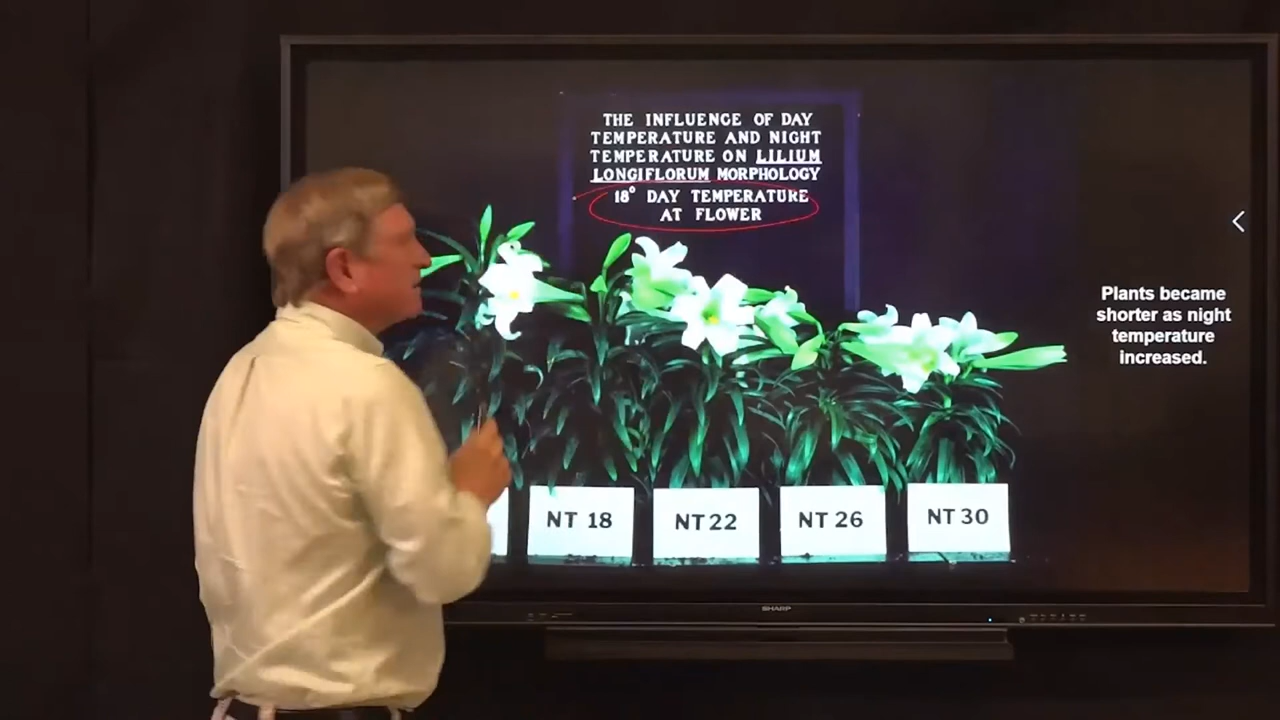 THE INFLUENCE OF DAY
TEMPERATURE AND NIGHT
TEMPERATURE ON LILIUM
LONGIFLORUM MORPHOLOGY
18° DAY TEMPERATURE
AT FLOWER
Plants became
shorter as night
temperature
increased.
NT 18
NT 22
NT 26
NT 30
SHARP